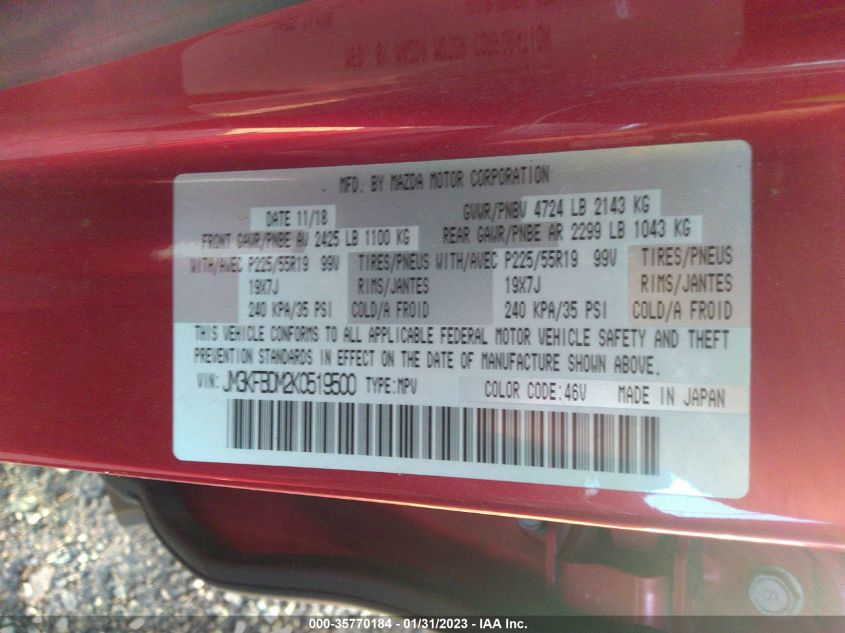 MFD. BY MAZDA MOTOR CORPORATION
DATE 11/18 GVWR/PNBV 4724 LB 2143 KG
FRONT GAWR/PNBE AV 2425 LB 1100 KG REAR GAWR/PNBE AR 2299 LB 1043 KG
WITH/AVEC P225/55R19 99V TIRES/PNEUS WITH/AVEC P225/55R19 99V TIRES/PNEUS
19X7J RIMS/JANTES 19X7J RIMS/JANTES
240 KPA/35 PSI COLD/A FROID 240 KPA/35 PSI COLD/A FROID
THIS VEHICLE CONFORMS TO ALL APPLICABLE FEDERAL MOTOR VEHICLE SAFETY AND THEFT
PREVENTION STANDARDS IN EFFECT ON THE DATE OF MANUFACTURE SHOWN ABOVE.
VIN: JM3KFBDM2K0519500 TYPE:MPV COLOR CODE:46V MADE IN JAPAN
000-35770184 - 01/31/2023 - IAA Inc.